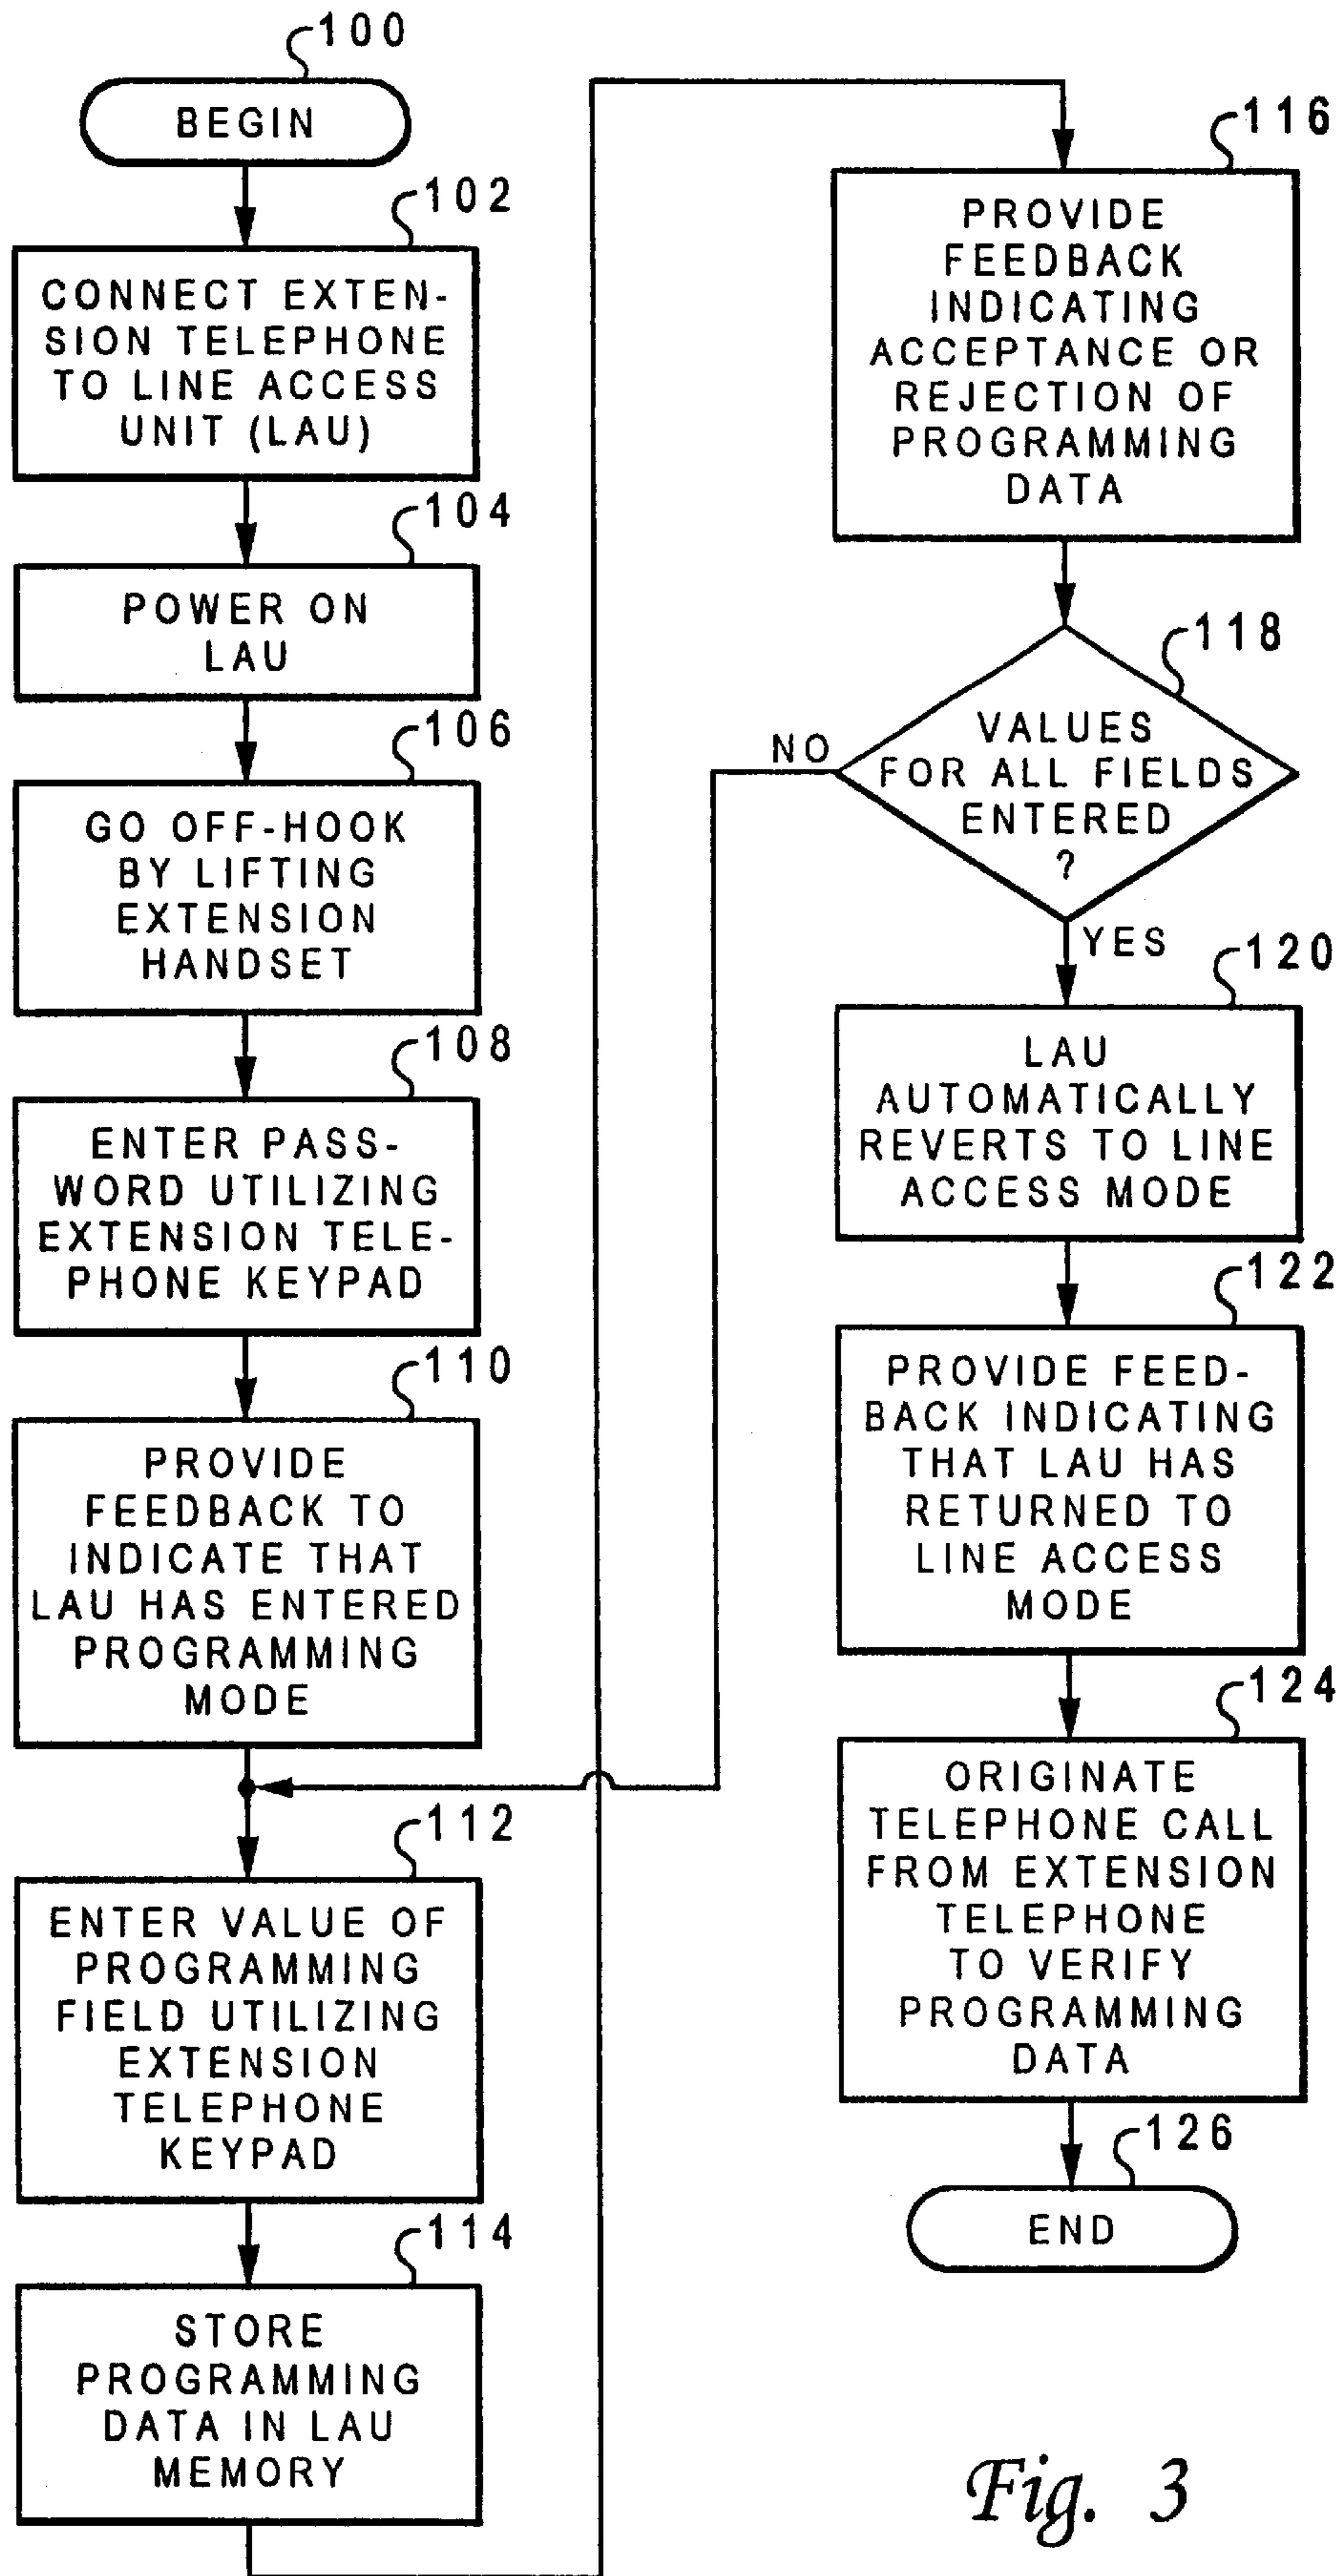 100
BEGIN
102
CONNECT EXTEN-
SION TELEPHONE
TO LINE ACCESS
UNIT (LAU)
104
POWER ON
LAU
106
GO OFF-HOOK
BY LIFTING
EXTENSION
HANDSET
108
ENTER PASS-
WORD UTILIZING
EXTENSION TELE-
PHONE KEYPAD
110
PROVIDE
FEEDBACK TO
INDICATE THAT
LAU HAS ENTERED
PROGRAMMING
MODE
112
ENTER VALUE OF
PROGRAMMING
FIELD UTILIZING
EXTENSION
TELEPHONE
KEYPAD
114
STORE
PROGRAMMING
DATA IN LAU
MEMORY
116
PROVIDE
FEEDBACK
INDICATING
ACCEPTANCE OR
REJECTION OF
PROGRAMMING
DATA
118
VALUES
FOR ALL FIELDS
ENTERED
?
NO
YES
120
LAU
AUTOMATICALLY
REVERTS TO LINE
ACCESS MODE
122
PROVIDE FEED-
BACK INDICATING
THAT LAU HAS
RETURNED TO
LINE ACCESS
MODE
124
ORIGINATE
TELEPHONE CALL
FROM EXTENSION
TELEPHONE
TO VERIFY
PROGRAMMING
DATA
126
END
Fig. 3